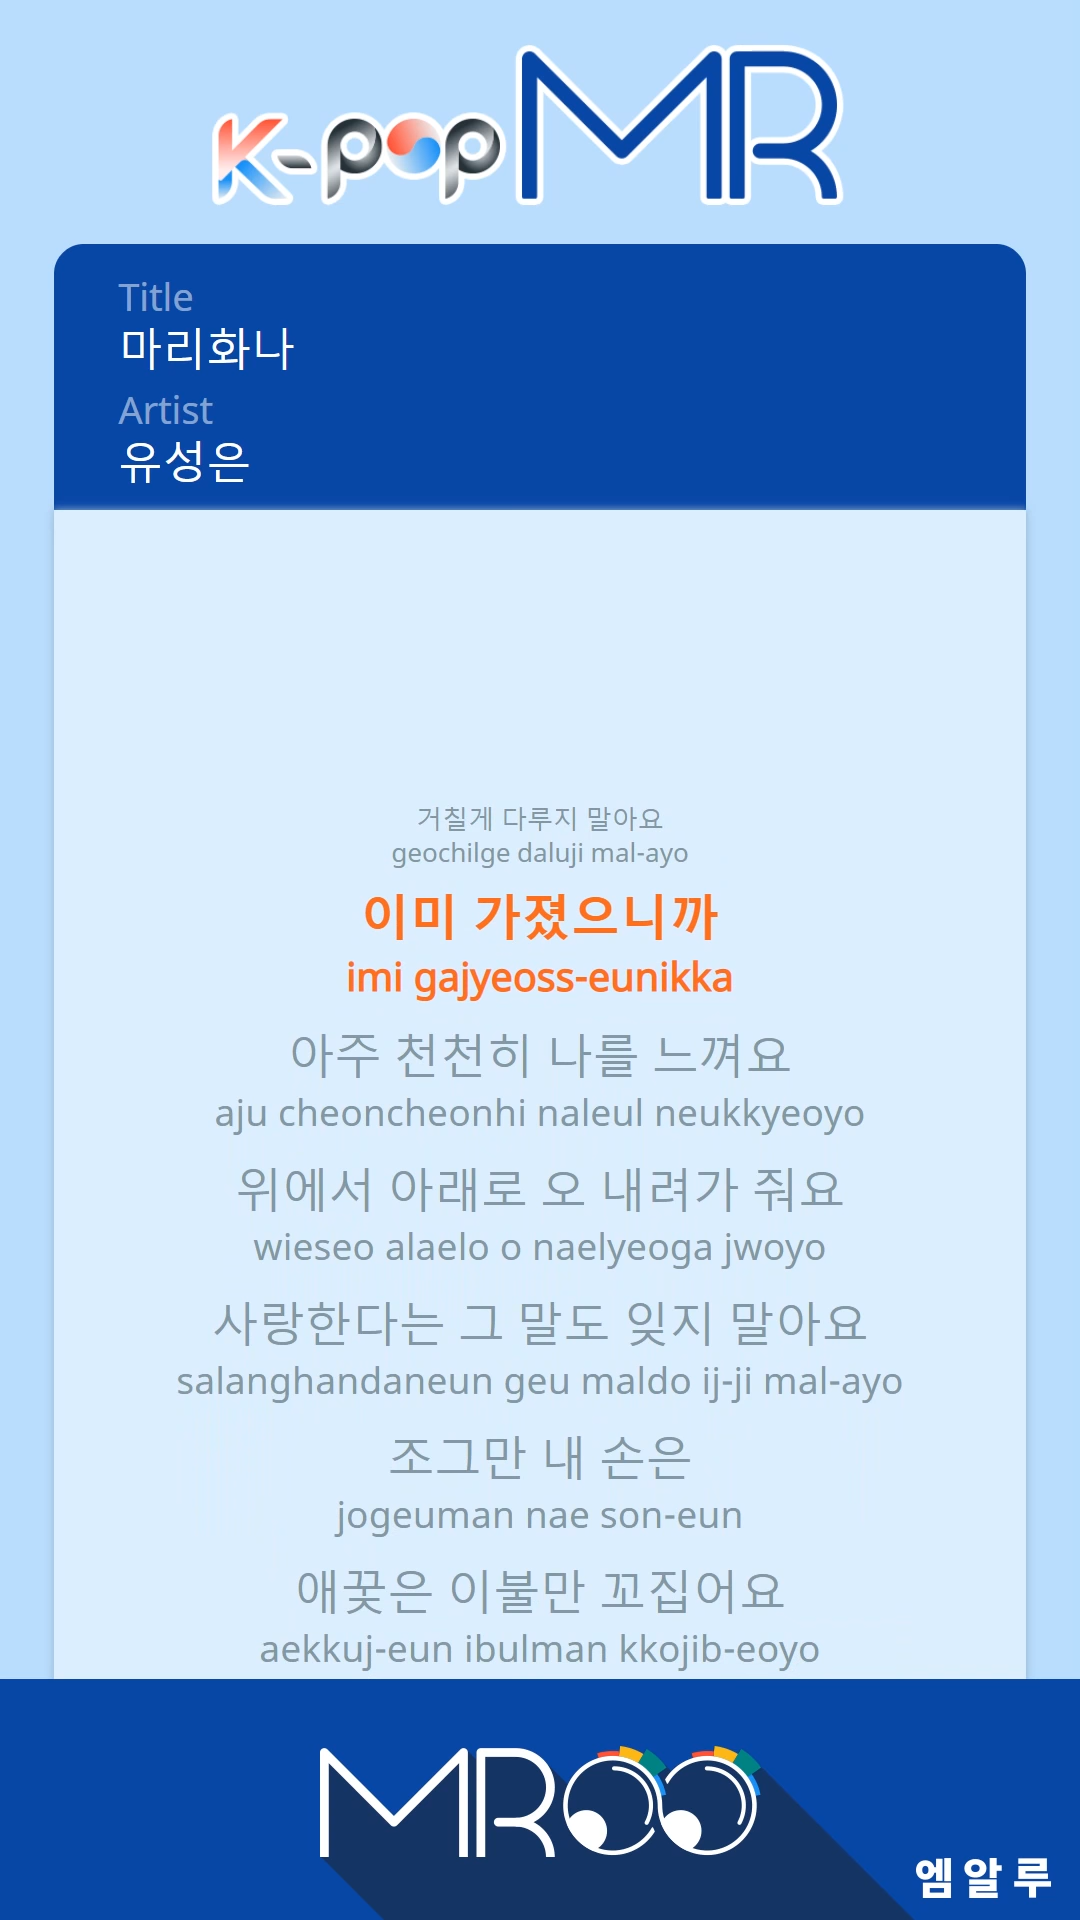 K-pop MR
Title
마리화나
Artist
유성은
거칠게 다루지 말아요
geochilge daluji mal-ayo
이미 가졌으니까
imi gajyeoss-eunikka
아주 천천히 나를 느껴요
aju cheoncheonhi naleul neukkyeoyo
위에서 아래로 오 내려가 줘요
wieseo alaelo o naelyeoga jwoyo
사랑한다는 그 말도 잊지 말아요
salanghandaneun geu maldo ij-ji mal-ayo
조그만 내 손은
jogeuman nae son-eun
애꿎은 이불만 꼬집어요
aekkuj-eun ibulman kkojib-eoyo
MROO
엠알루